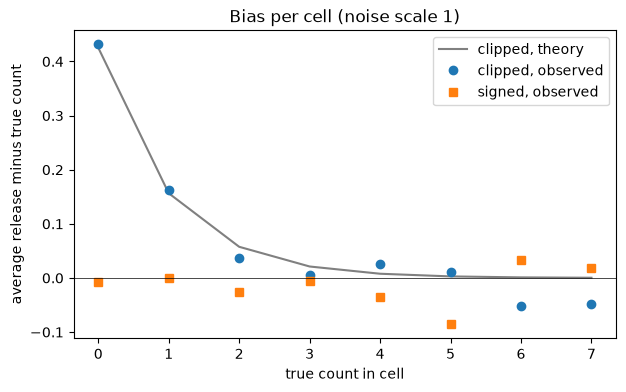 Bias per cell (noise scale 1)
clipped, theory
clipped, observed
signed, observed
average release minus true count
0.4
0.3
0.2
0.1
0.0
−0.1
0 1 2 3 4 5 6 7
true count in cell